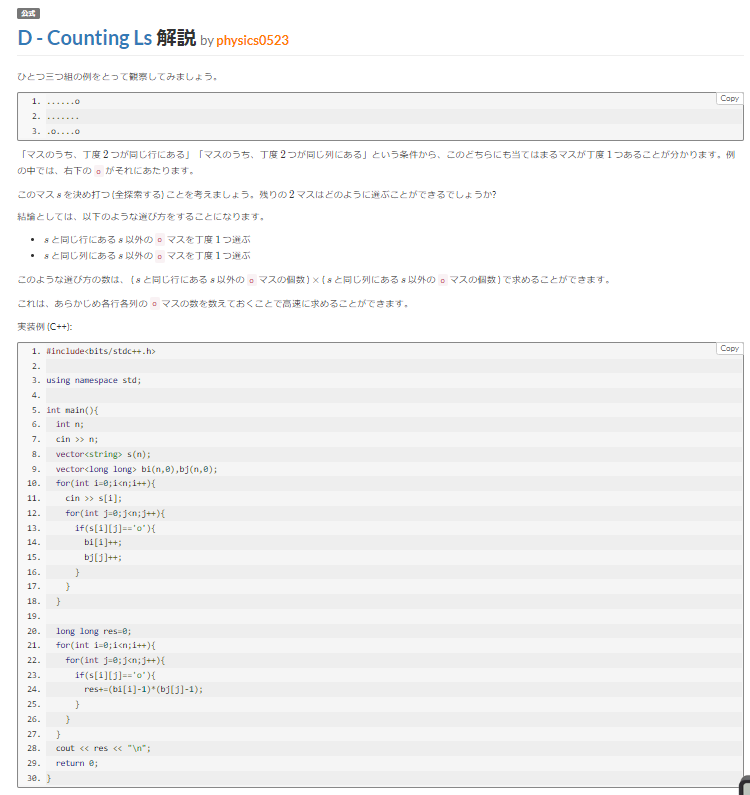 公式
D - Counting Ls 解説 by physics0523
ひとつ三つ組の例をとって観察してみましょう。
Copy
1. ......o
2. .......
3. .o....o
「マスのうち、丁度 2 つが同じ行にある」「マスのうち、丁度 2 つが同じ列にある」という条件から、このどちらにも当てはまるマスが丁度 1 つあることが分かります。例
の中では、右下の o がそれにあたります。
このマス s を決め打つ (全探索する) ことを考えましょう。残りの 2 マスはどのように選ぶことができるでしょうか?
結論としては、以下のような選び方をすることになります。
• s と同じ行にある s 以外の o マスを丁度 1 つ選ぶ
• s と同じ列にある s 以外の o マスを丁度 1 つ選ぶ
このような選び方の数は、( s と同じ行にある s 以外の o マスの個数 ) × ( s と同じ列にある s 以外の o マスの個数 ) で求めることができます。
これは、あらかじめ各行各列の o マスの数を数えておくことで高速に求めることができます。
実装例 (C++):
Copy
1. #include<bits/stdc++.h>
2.
3. using namespace std;
4.
5. int main(){
6.   int n;
7.   cin >> n;
8.   vector<string> s(n);
9.   vector<long long> bi(n,0),bj(n,0);
10.   for(int i=0;i<n;i++){
11.     cin >> s[i];
12.     for(int j=0;j<n;j++){
13.       if(s[i][j]=='o'){
14.         bi[i]++;
15.         bj[j]++;
16.       }
17.     }
18.   }
19.
20.   long long res=0;
21.   for(int i=0;i<n;i++){
22.     for(int j=0;j<n;j++){
23.       if(s[i][j]=='o'){
24.         res+=(bi[i]-1)*(bj[j]-1);
25.       }
26.     }
27.   }
28.   cout << res << "\n";
29.   return 0;
30. }